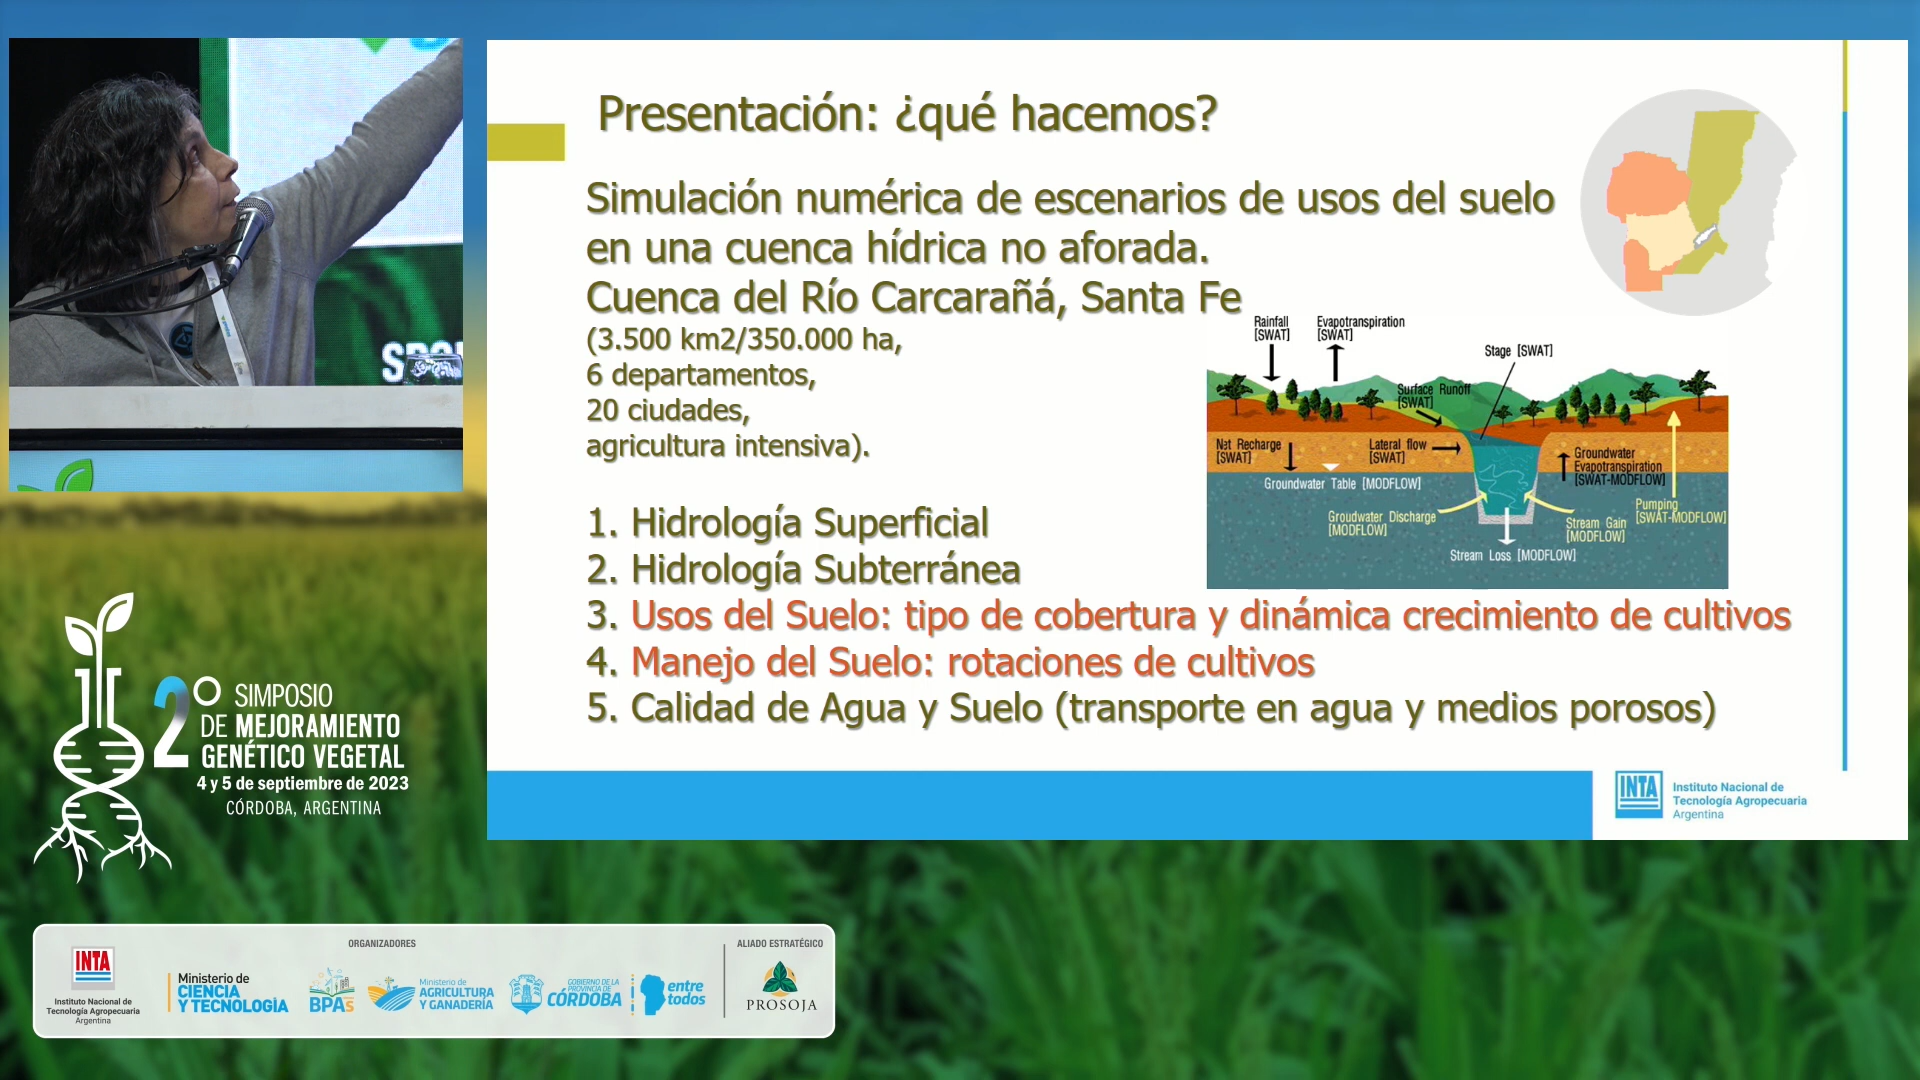 Presentación: ¿qué hacemos?
Simulación numérica de escenarios de usos del suelo
en una cuenca hídrica no aforada.
Cuenca del Río Carcarañá, Santa Fe
(3.500 km2/350.000 ha,
6 departamentos,
20 ciudades,
agricultura intensiva).
1. Hidrología Superficial
2. Hidrología Subterránea
3. Usos del Suelo: tipo de cobertura y dinámica crecimiento de cultivos
4. Manejo del Suelo: rotaciones de cultivos
5. Calidad de Agua y Suelo (transporte en agua y medios porosos)
Rainfall
[SWAT]
Evapotranspiration
[SWAT]
Stage [SWAT]
Surface Runoff
[SWAT]
Net Recharge
[SWAT]
Lateral flow
[SWAT]
Groundwater
Evapotranspiration
[SWAT-MODFLOW]
Groundwater Table [MODFLOW]
Pumping
[SWAT-MODFLOW]
Groudwater Discharge
[MODFLOW]
Stream Gain
[MODFLOW]
Stream Loss [MODFLOW]
INTA
Instituto Nacional de
Tecnología Agropecuaria
Argentina
2° SIMPOSIO
DE MEJORAMIENTO
GENÉTICO VEGETAL
4 y 5 de septiembre de 2023
CÓRDOBA, ARGENTINA
ORGANIZADORES
ALIADO ESTRATÉGICO
INTA
Instituto Nacional de
Tecnología Agropecuaria
Argentina
Ministerio de
CIENCIA
Y TECNOLOGÍA
BPAs
Ministerio de
AGRICULTURA
Y GANADERÍA
GOBIERNO DE LA
PROVINCIA DE
CÓRDOBA
entre
todos
PROSOJA